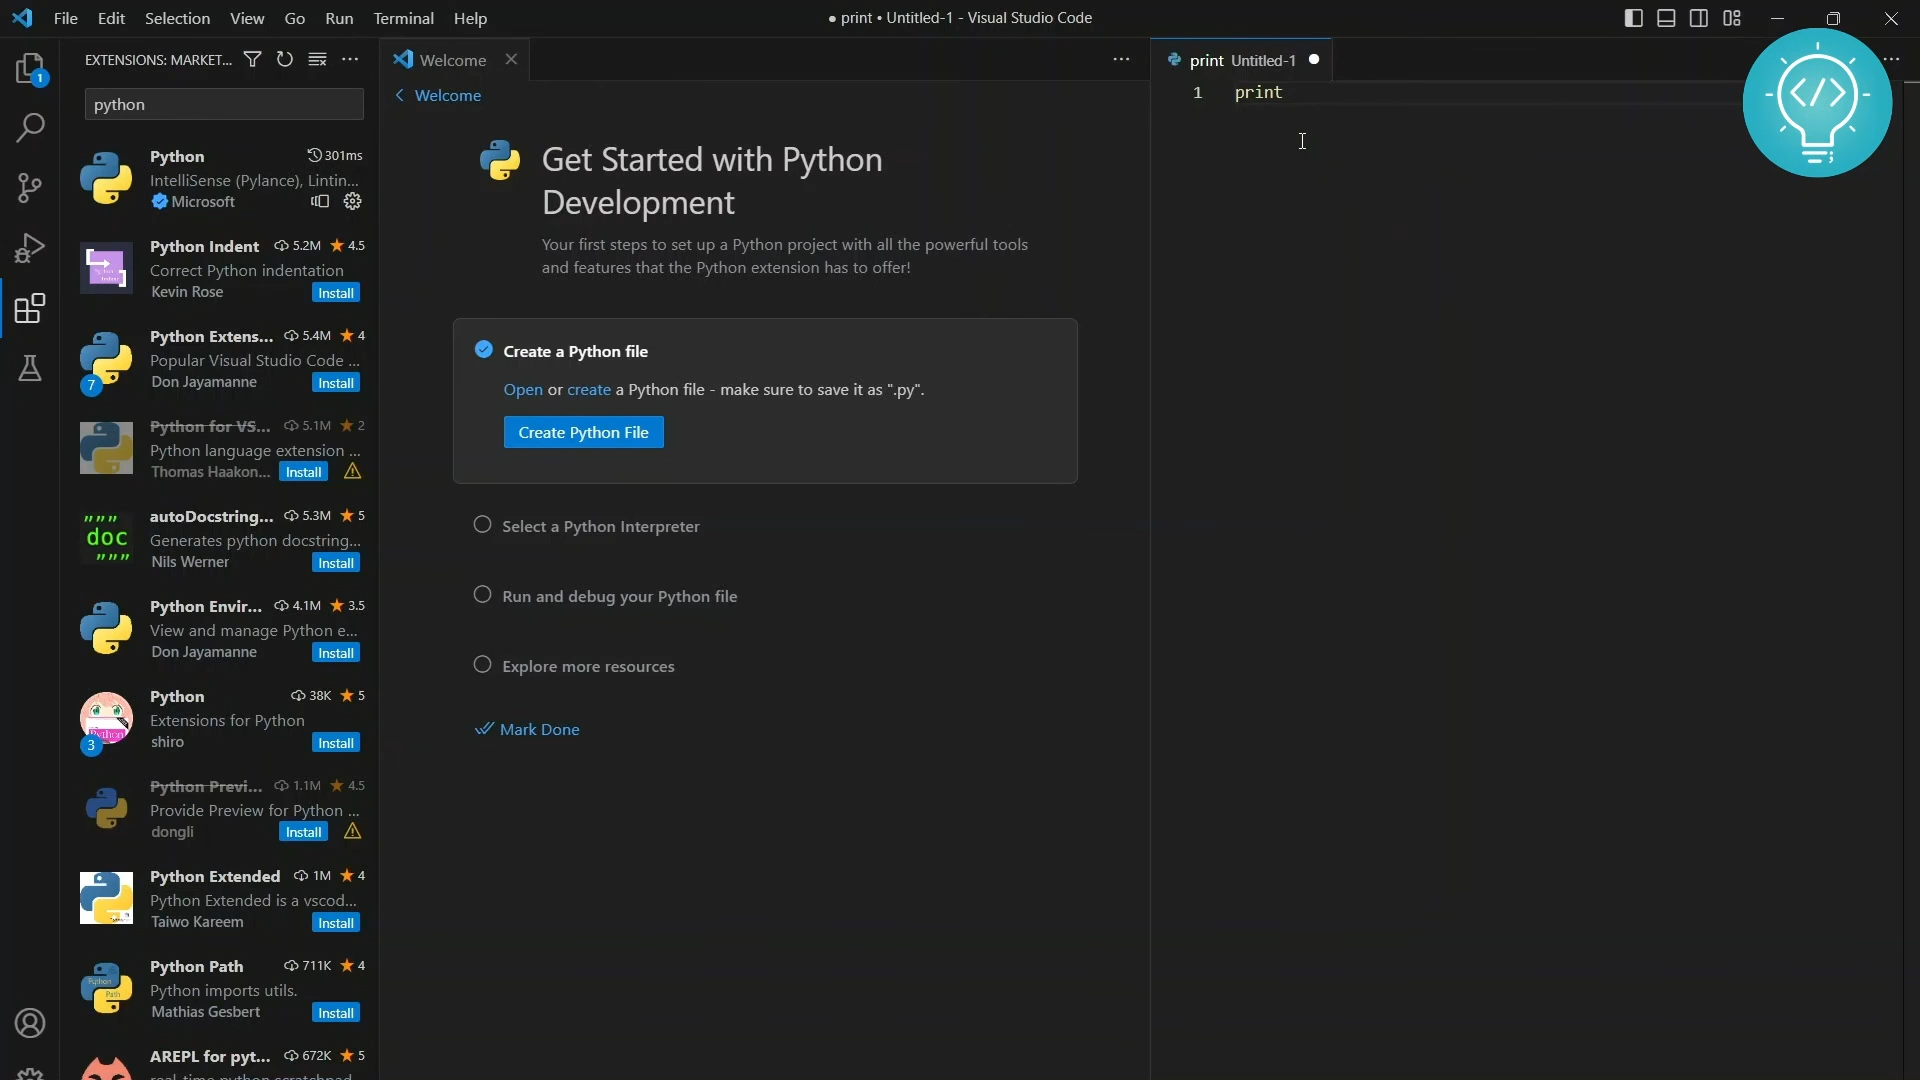 File Edit Selection View Go Run Terminal Help
● print • Untitled-1 - Visual Studio Code
EXTENSIONS: MARKET...
python
Python 301ms
IntelliSense (Pylance), Lintin...
Microsoft
Python Indent 5.2M 4.5
Correct Python indentation
Kevin Rose Install
Python Extens... 5.4M 4
Popular Visual Studio Code ...
7 Don Jayamanne Install
Python for VS... 5.1M 2
Python language extension ...
Thomas Haakon... Install
""" autoDocstring... 5.3M 5
doc Generates python docstring...
""" Nils Werner Install
Python Envir... 4.1M 3.5
View and manage Python e...
Don Jayamanne Install
Python 38K 5
Extensions for Python
3 shiro Install
Python Previ... 1.1M 4.5
Provide Preview for Python ...
dongli Install
Python Extended 1M 4
Python Extended is a vscod...
Taiwo Kareem Install
Python Path 711K 4
Python imports utils.
Mathias Gesbert Install
AREPL for pyt... 672K 5
real-time python scratchpad
1
Welcome
< Welcome
Get Started with Python
Development
Your first steps to set up a Python project with all the powerful tools
and features that the Python extension has to offer!
Create a Python file
Open or create a Python file - make sure to save it as ".py".
Create Python File
Select a Python Interpreter
Run and debug your Python file
Explore more resources
Mark Done
print Untitled-1 ●
1 print
</>